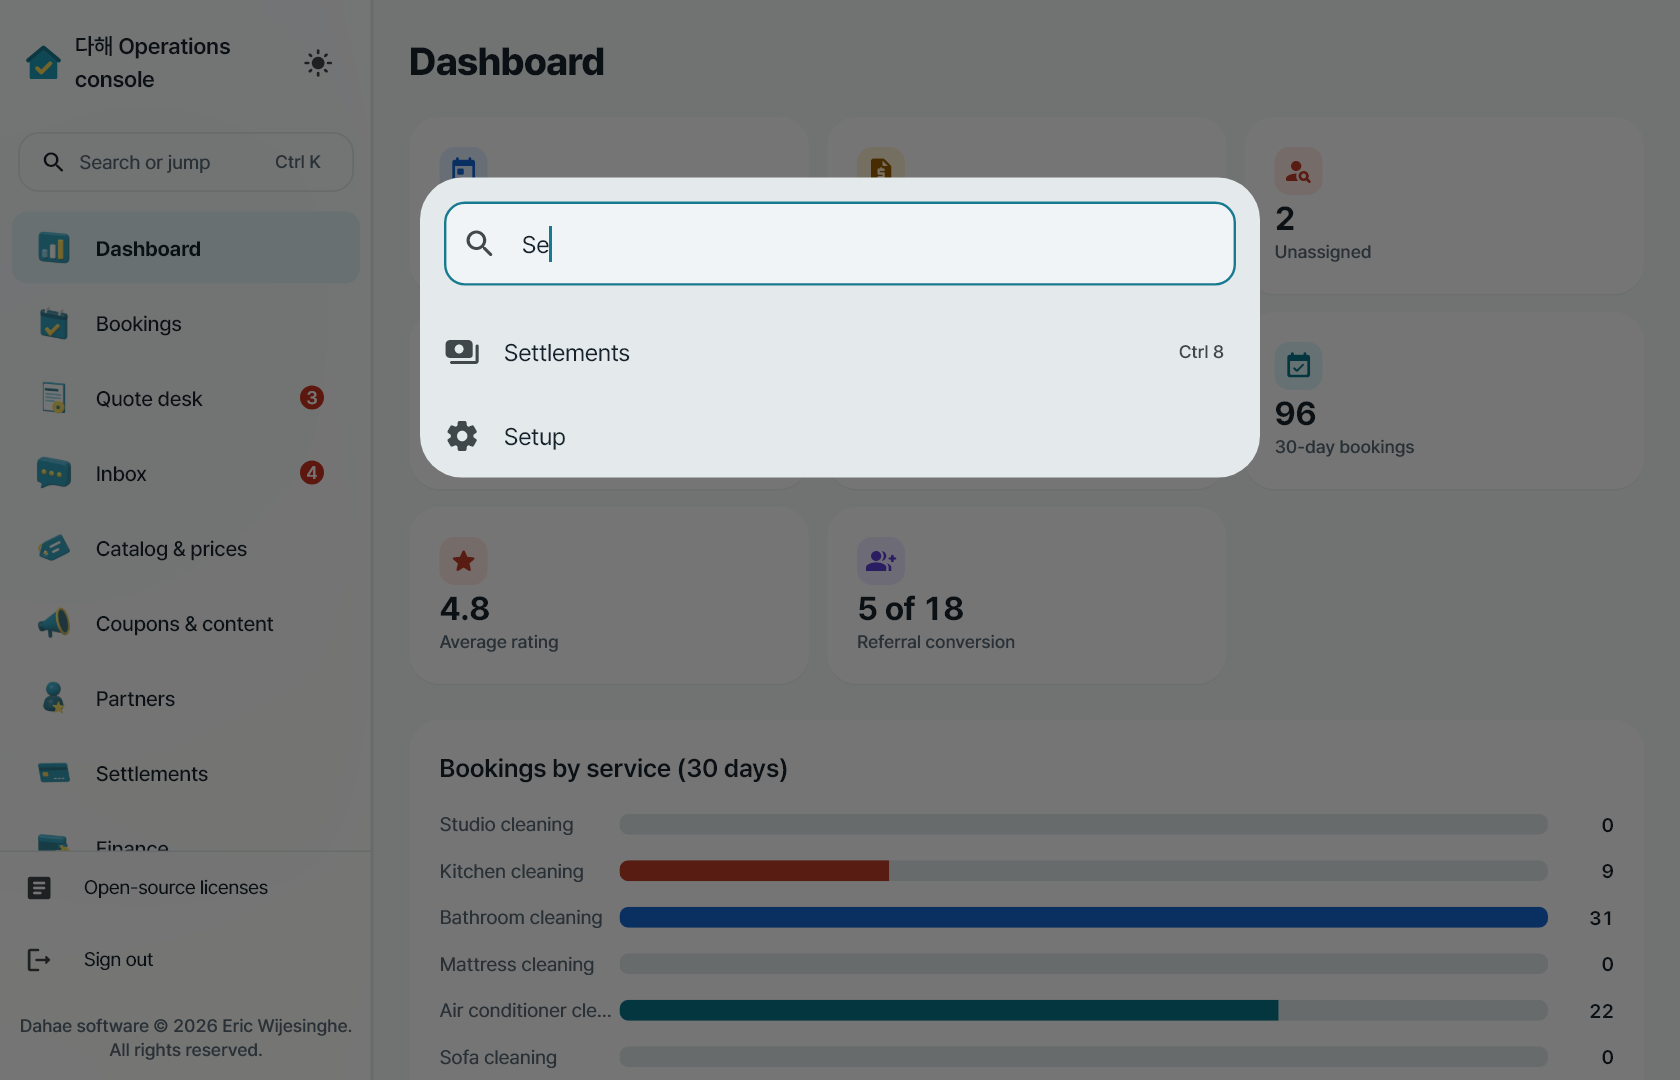 다해 Operations
console
Search or jump Ctrl K
Dashboard
Bookings
Quote desk 3
Inbox 4
Catalog & prices
Coupons & content
Partners
Settlements
Finance
Open-source licenses
Sign out
Dahae software © 2026 Eric Wijesinghe.
All rights reserved.
Dashboard
Se
Settlements Ctrl 8
Setup
2
Unassigned
96
30-day bookings
4.8
Average rating
5 of 18
Referral conversion
Bookings by service (30 days)
Studio cleaning 0
Kitchen cleaning 9
Bathroom cleaning 31
Mattress cleaning 0
Air conditioner cle... 22
Sofa cleaning 0